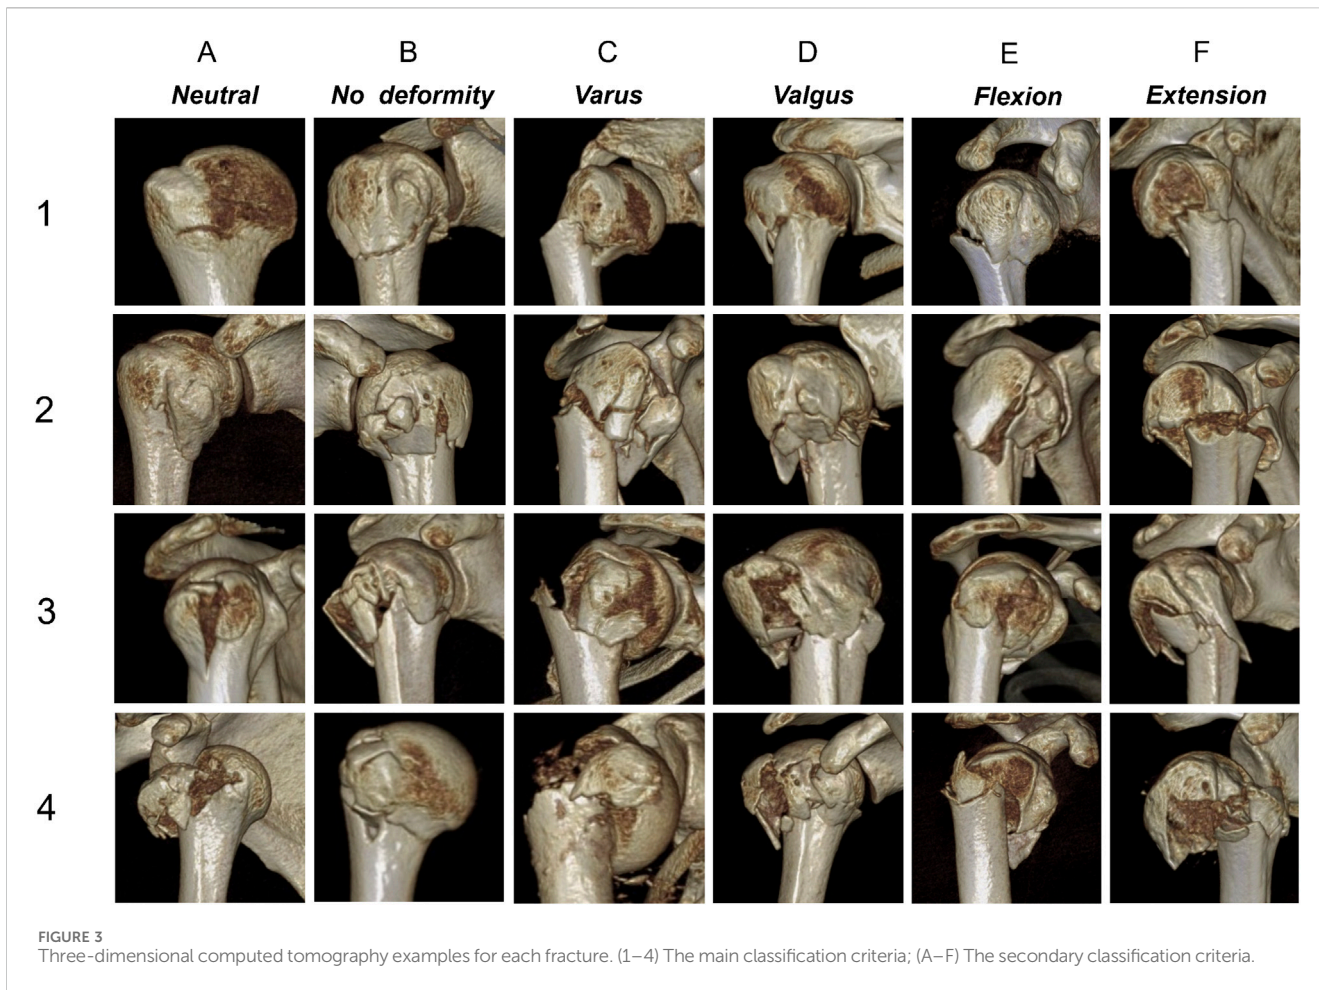 A B C D E F
Neutral No deformity Varus Valgus Flexion Extension
1
2
3
4
FIGURE 3
Three-dimensional computed tomography examples for each fracture. (1–4) The main classification criteria; (A–F) The secondary classification criteria.